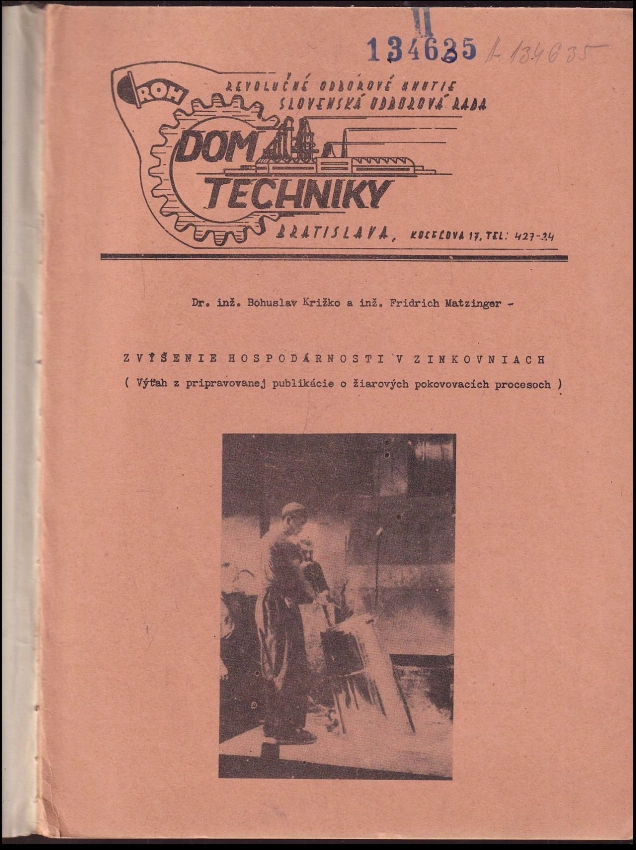 134635
A 134635
ROH
REVOLUČNÉ ODBOROVÉ HNUTIE
SLOVENSKÁ ODBOROVÁ RADA
DOM
TECHNIKY
BRATISLAVA, KOCEĽOVA 17, TEL: 427-34
Dr. inž. Bohuslav Križko a inž. Fridrich Matzinger -
ZVÝŠENIE HOSPODÁRNOSTI V ZINKOVNIACH
( Výťah z pripravovanej publikácie o žiarových pokovovacích procesoch )